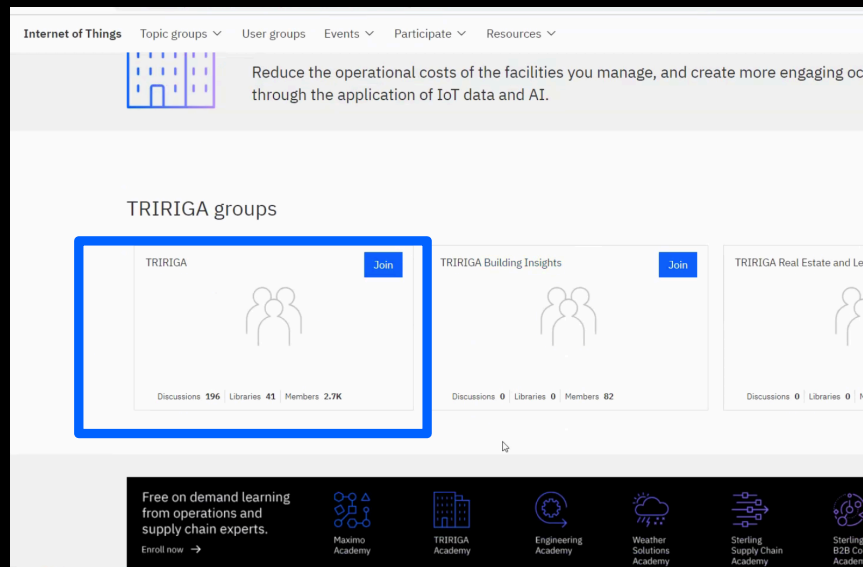 Internet of Things Topic groups User groups Events Participate Resources
Reduce the operational costs of the facilities you manage, and create more engaging
through the application of IoT data and AI.
TRIRIGA groups
TRIRIGA Join
Discussions 196 Libraries 41 Members 2.7K
TRIRIGA Building Insights Join
Discussions 0 Libraries 0 Members 82
TRIRIGA Real Estate and
Discussions 0 Libraries 0
Free on demand learning
from operations and
supply chain experts.
Enroll now →
Maximo
Academy
TRIRIGA
Academy
Engineering
Academy
Weather
Solutions
Academy
Sterling
Supply Chain
Academy
Sterling
B2B